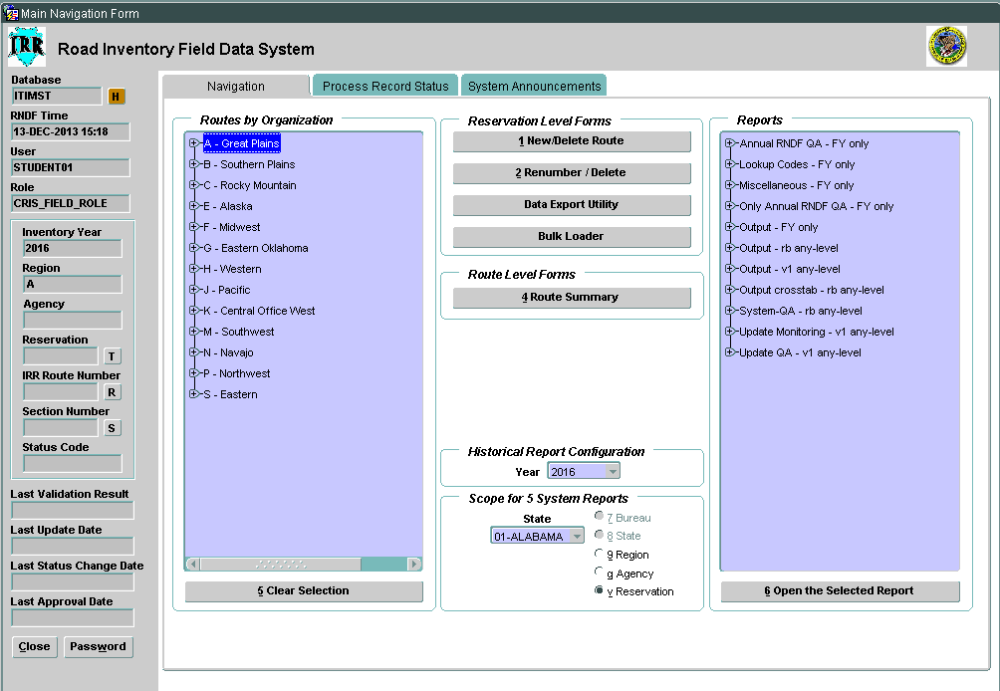 Main Navigation Form
IRR
Road Inventory Field Data System
Database
ITIMST
H
RNDF Time
13-DEC-2013 15:18
User
STUDENT01
Role
CRIS_FIELD_ROLE
Inventory Year
2016
Region
A
Agency
Reservation
T
IRR Route Number
R
Section Number
S
Status Code
Last Validation Result
Last Update Date
Last Status Change Date
Last Approval Date
Close
Password
Navigation
Process Record Status
System Announcements
Routes by Organization
A - Great Plains
B - Southern Plains
C - Rocky Mountain
E - Alaska
F - Midwest
G - Eastern Oklahoma
H - Western
J - Pacific
K - Central Office West
M - Southwest
N - Navajo
P - Northwest
S - Eastern
5 Clear Selection
Reservation Level Forms
1 New/Delete Route
2 Renumber / Delete
Data Export Utility
Bulk Loader
Route Level Forms
4 Route Summary
Historical Report Configuration
Year 2016
Scope for 5 System Reports
State
01-ALABAMA
7 Bureau
8 State
9 Region
g Agency
v Reservation
Reports
Annual RNDF QA - FY only
Lookup Codes - FY only
Miscellaneous - FY only
Only Annual RNDF QA - FY only
Output - FY only
Output - rb any-level
Output - v1 any-level
Output crosstab - rb any-level
System-QA - rb any-level
Update Monitoring - v1 any-level
Update QA - v1 any-level
6 Open the Selected Report